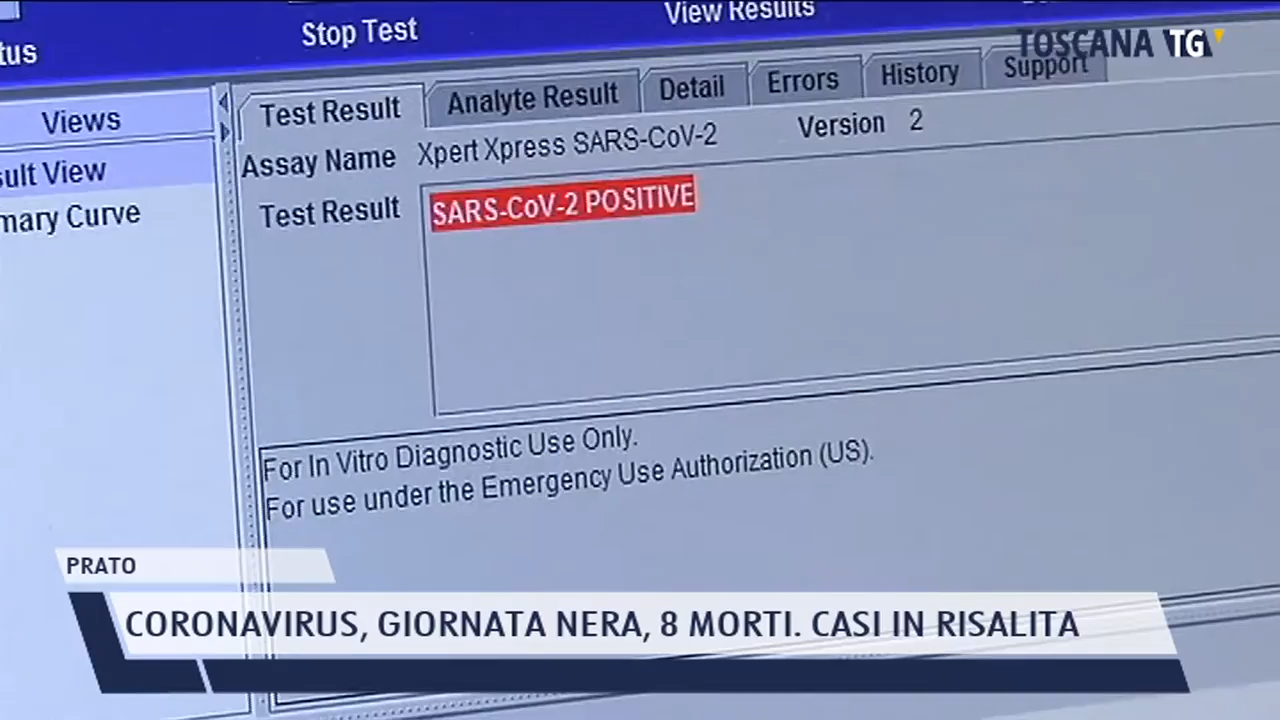 Stop Test
View Results
tus
TOSCANA TG
Views
Test Result
Analyte Result
Detail
Errors
History
Support
sult View
Assay Name
Xpert Xpress SARS-CoV-2
Version 2
mary Curve
Test Result
SARS-CoV-2 POSITIVE
For In Vitro Diagnostic Use Only.
For use under the Emergency Use Authorization (US).
PRATO
CORONAVIRUS, GIORNATA NERA, 8 MORTI. CASI IN RISALITA